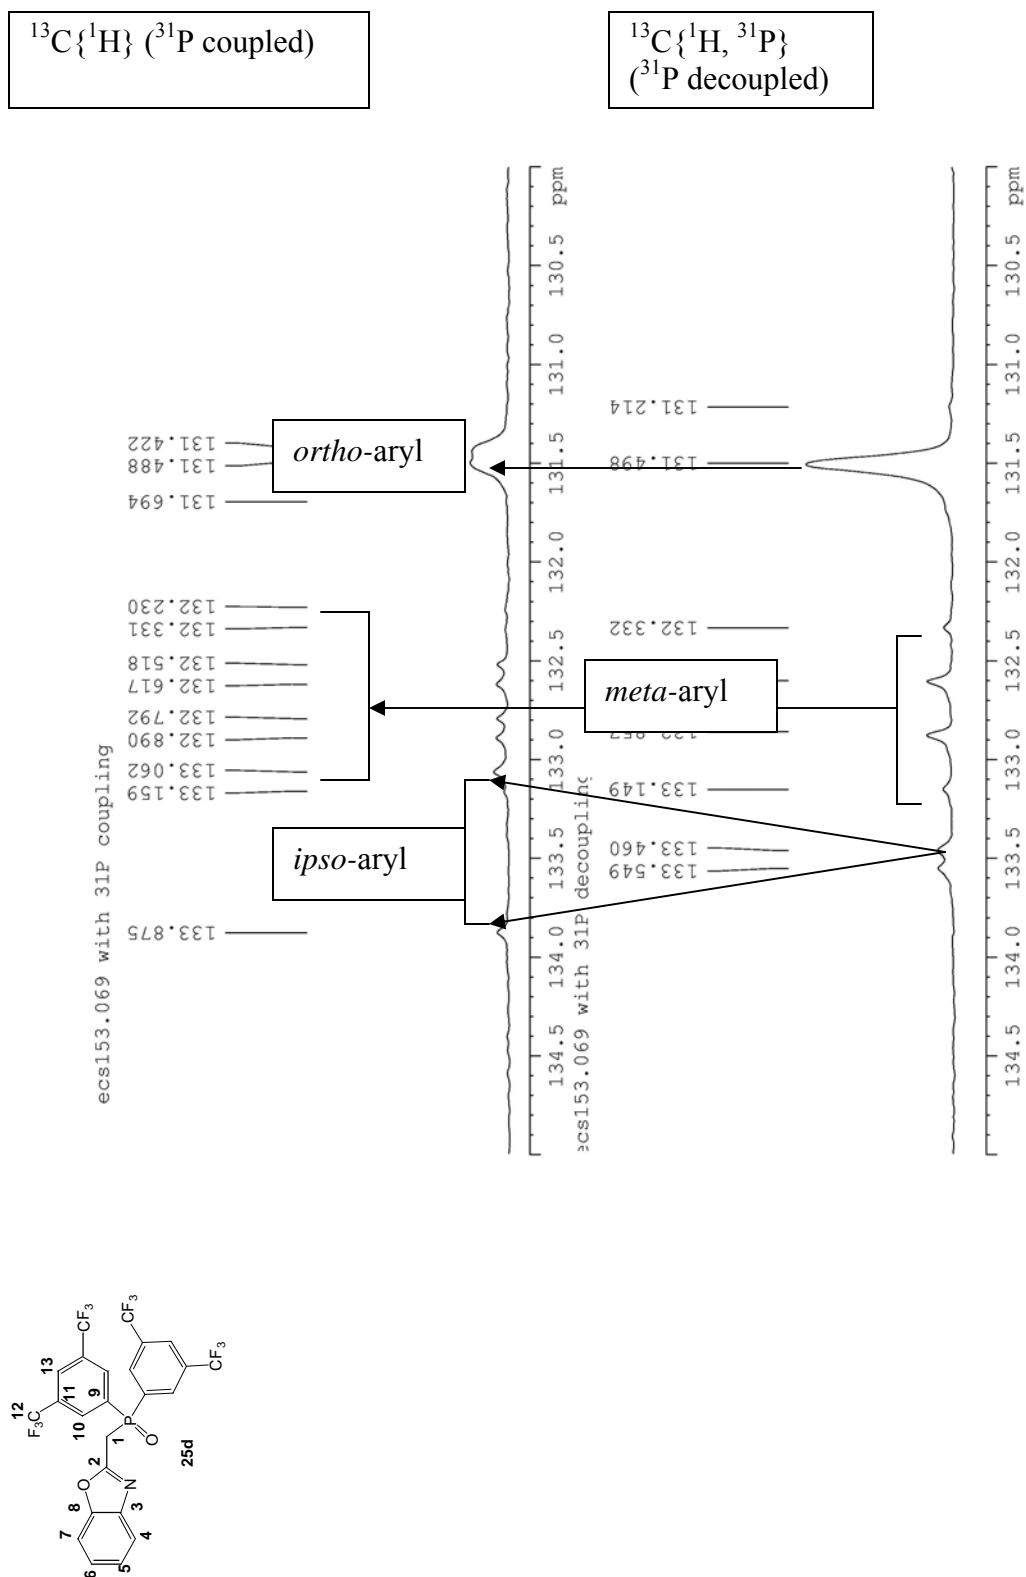 ¹³C{¹H} (³¹P coupled)
¹³C{¹H, ³¹P}
(³¹P decoupled)
131.422
131.488
131.694
132.230
132.331
132.518
132.617
132.792
132.890
133.062
133.159
133.875
ecs153.069 with 31P coupling
ortho-aryl
meta-aryl
ipso-aryl
ppm
130.5
131.0
131.5
132.0
132.5
133.0
133.5
134.0
134.5
131.214
131.498
132.332
133.149
133.460
133.549
ecs153.069 with 31P decoupling
ppm
130.5
131.0
131.5
132.0
132.5
133.0
133.5
134.0
134.5
CF₃
CF₃
13
11
9
12
F₃C
10
CF₃
CF₃
P
O
1
25d
2
O
N
8
3
7
4
6
5